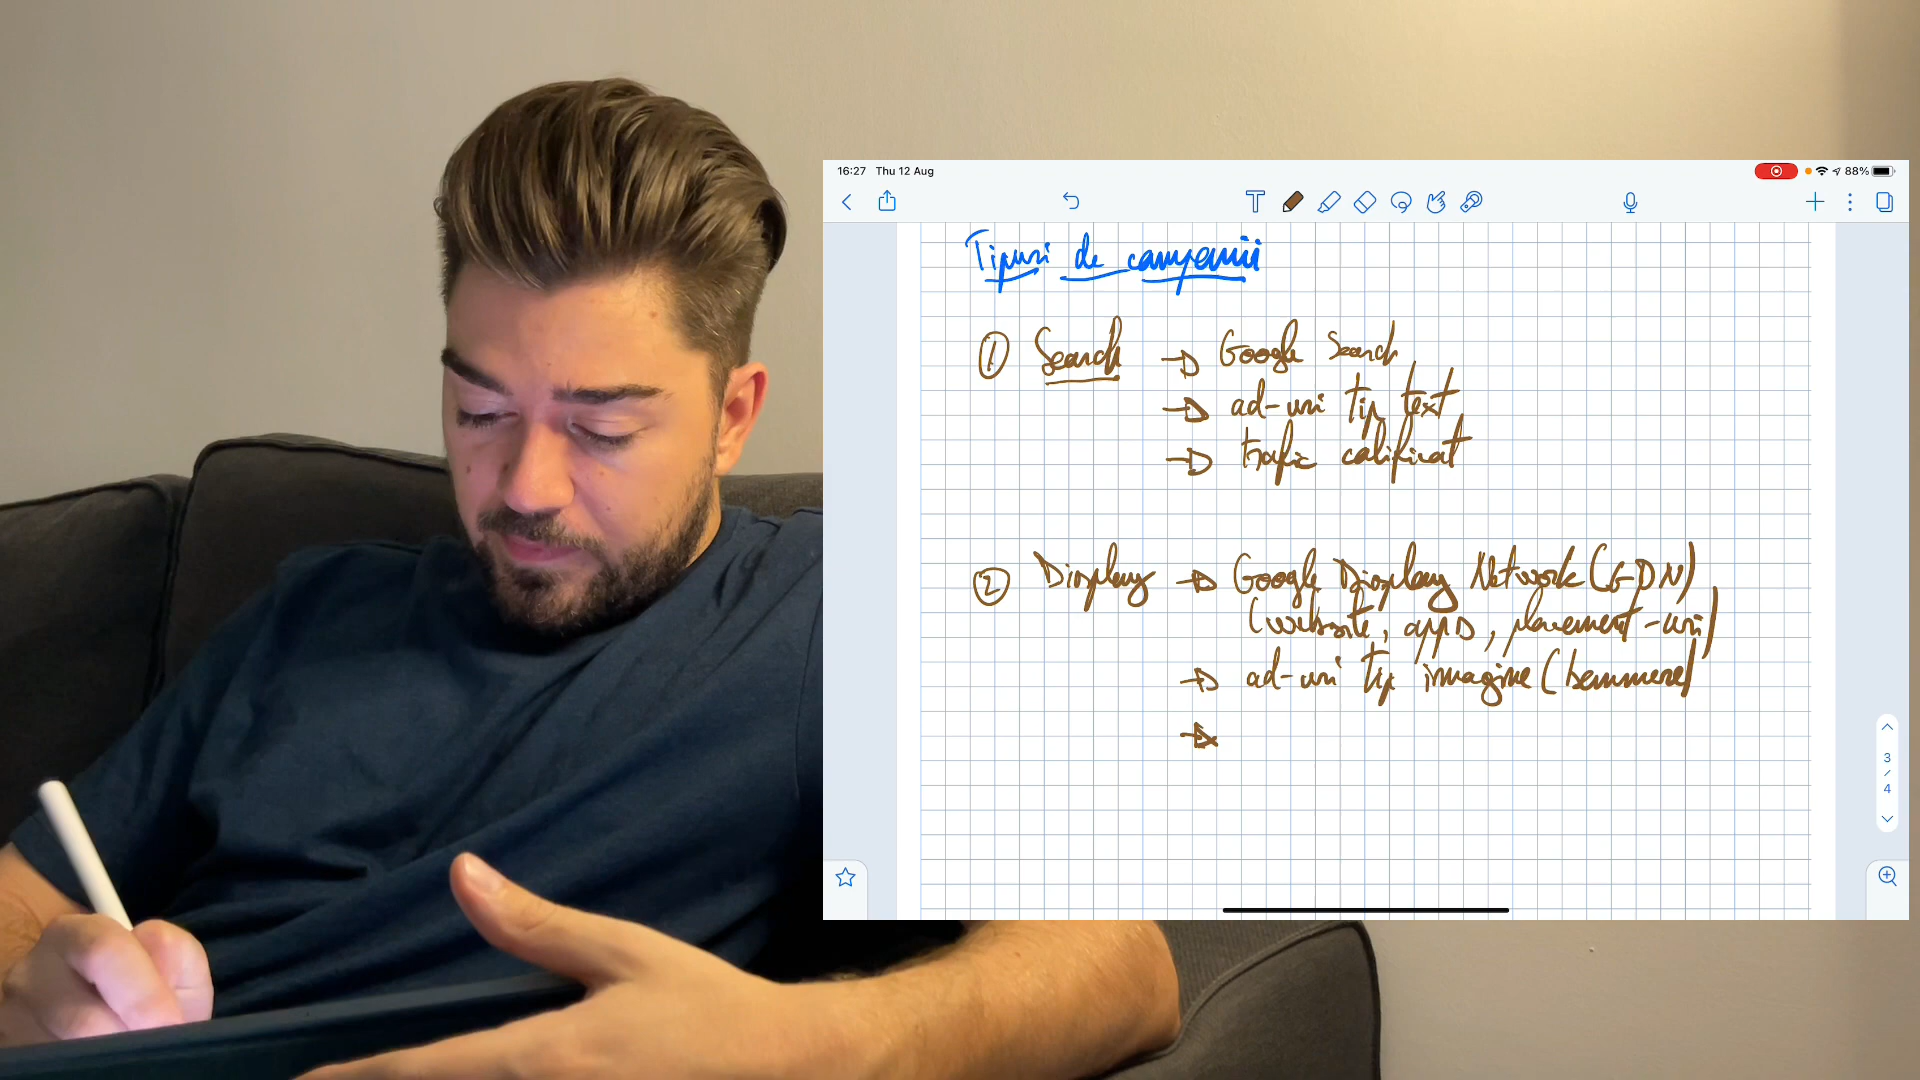 16:27 Thu 12 Aug 88%
Tipuri de campanii
1 Search → Google Search
→ ad-uri tip text
→ trafic calificat
2 Display → Google Display Network (GDN)
(website, apps, placement-uri)
→ ad-uri tip imagine (bannere)
→
3
/
4